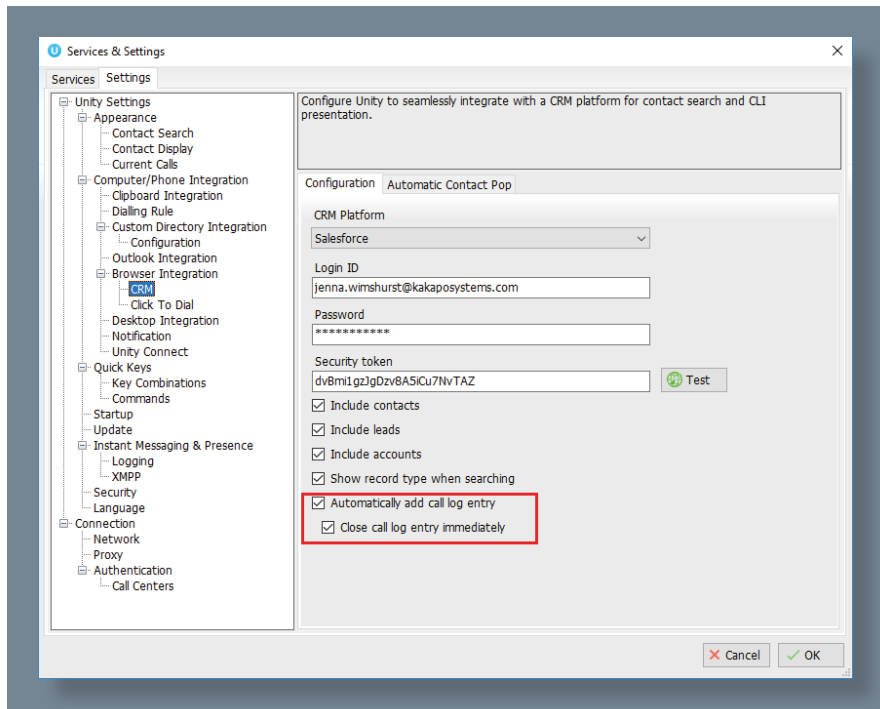 Services & Settings
Services Settings
Unity Settings
Appearance
Contact Search
Contact Display
Current Calls
Computer/Phone Integration
Clipboard Integration
Dialling Rule
Custom Directory Integration
Configuration
Outlook Integration
Browser Integration
CRM
Click To Dial
Desktop Integration
Notification
Unity Connect
Quick Keys
Key Combinations
Commands
Startup
Update
Instant Messaging & Presence
Logging
XMPP
Security
Language
Connection
Network
Proxy
Authentication
Call Centers
Configure Unity to seamlessly integrate with a CRM platform for contact search and CLI
presentation.
Configuration Automatic Contact Pop
CRM Platform
Salesforce
Login ID
jenna.wimshurst@kakaposystems.com
Password
***********
Security token
dvBmi1gzJgDzv8A5iCu7NvTAZ Test
Include contacts
Include leads
Include accounts
Show record type when searching
Automatically add call log entry
Close call log entry immediately
Cancel OK